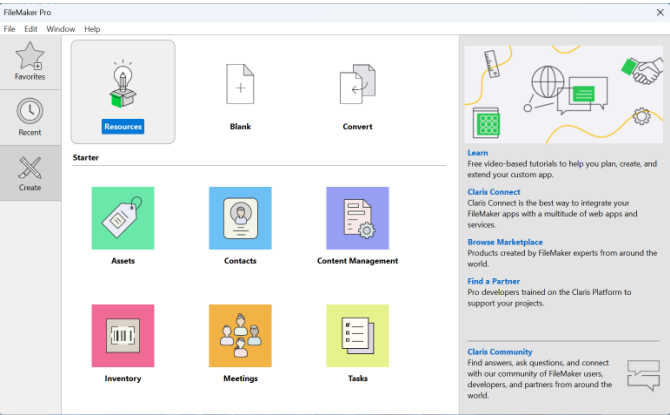 FileMaker Pro
File Edit Window Help
Favorites
Recent
Create
Resources
Blank
Convert
Starter
Assets
Contacts
Content Management
Inventory
Meetings
Tasks
Learn
Free video-based tutorials to help you plan, create, and
extend your custom app.
Claris Connect
Claris Connect is the best way to integrate your
FileMaker apps with a multitude of web apps and
services.
Browse Marketplace
Products created by FileMaker experts from around the
world.
Find a Partner
Pro developers trained on the Claris Platform to
support your projects.
Claris Community
Find answers, ask questions, and connect
with our community of FileMaker users,
developers, and partners from around the
world.